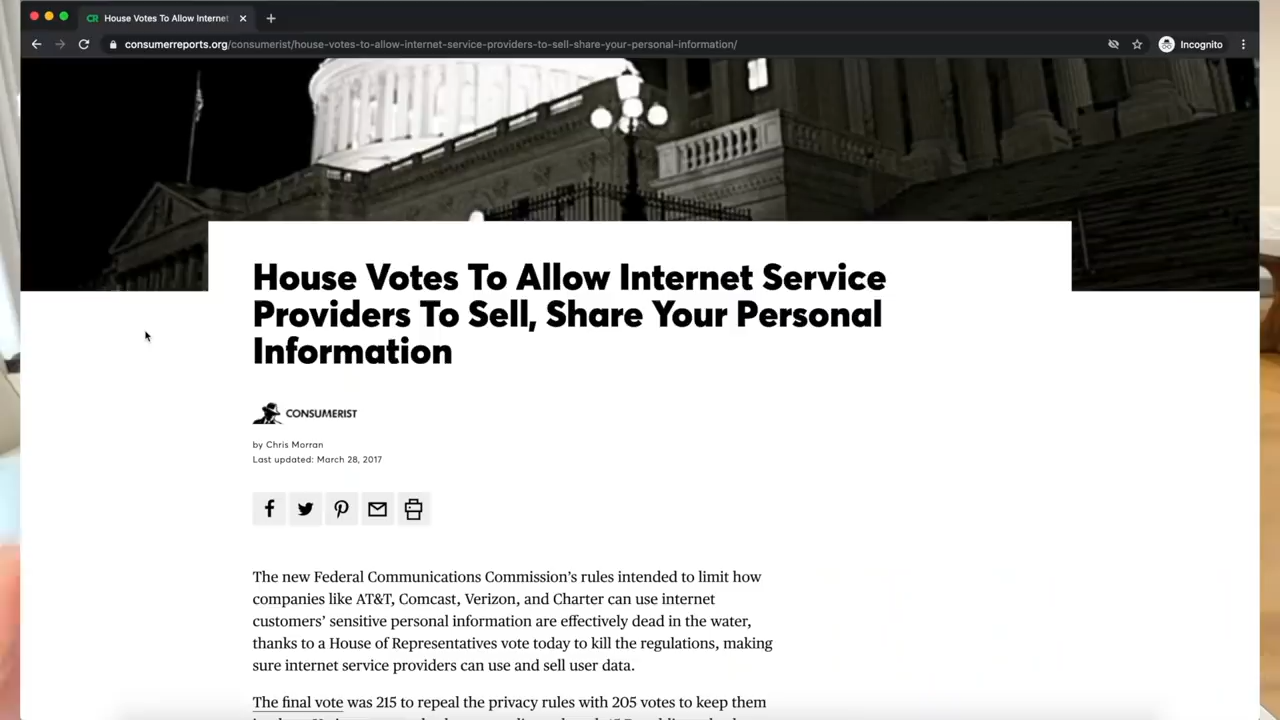 House Votes To Allow Internet
consumerreports.org/consumerist/house-votes-to-allow-internet-service-providers-to-sell-share-your-personal-information/
Incognito
House Votes To Allow Internet Service
Providers To Sell, Share Your Personal
Information
CONSUMERIST
by Chris Morran
Last updated: March 28, 2017
The new Federal Communications Commission's rules intended to limit how
companies like AT&T, Comcast, Verizon, and Charter can use internet
customers' sensitive personal information are effectively dead in the water,
thanks to a House of Representatives vote today to kill the regulations, making
sure internet service providers can use and sell user data.
The final vote was 215 to repeal the privacy rules with 205 votes to keep them